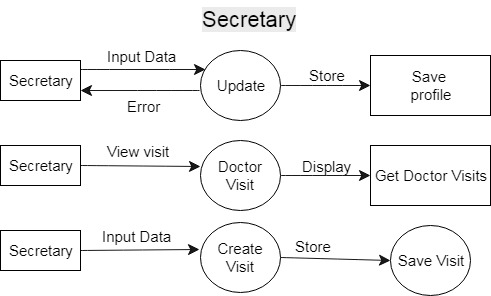 Secretary
Input Data
Secretary
Update
Store
Save
profile
Error
Secretary
View visit
Doctor
Visit
Display
Get Doctor Visits
Secretary
Input Data
Create
Visit
Store
Save Visit